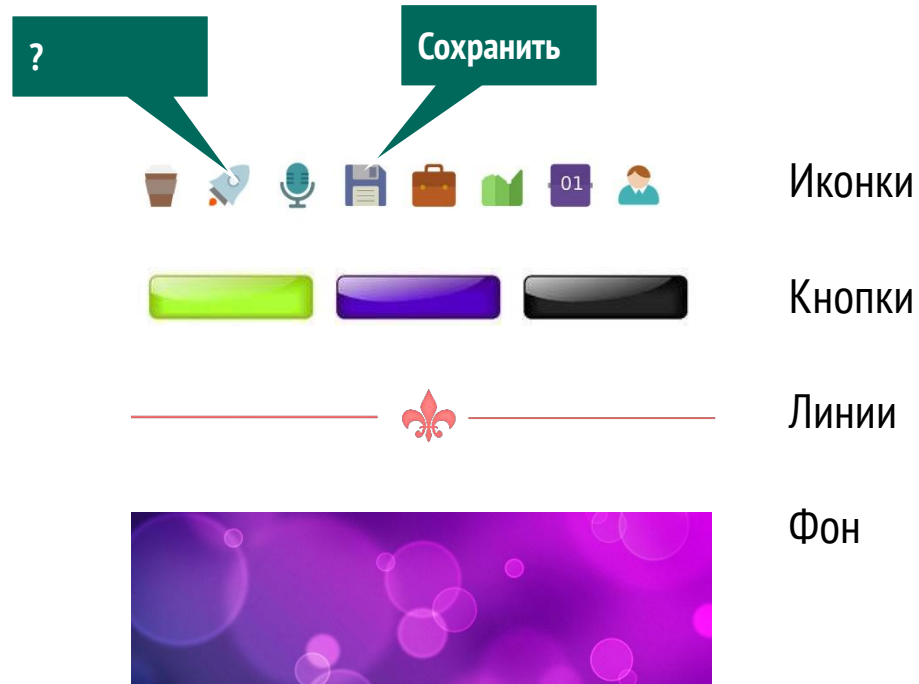 ?
Сохранить
01
Иконки
Кнопки
Линии
Фон